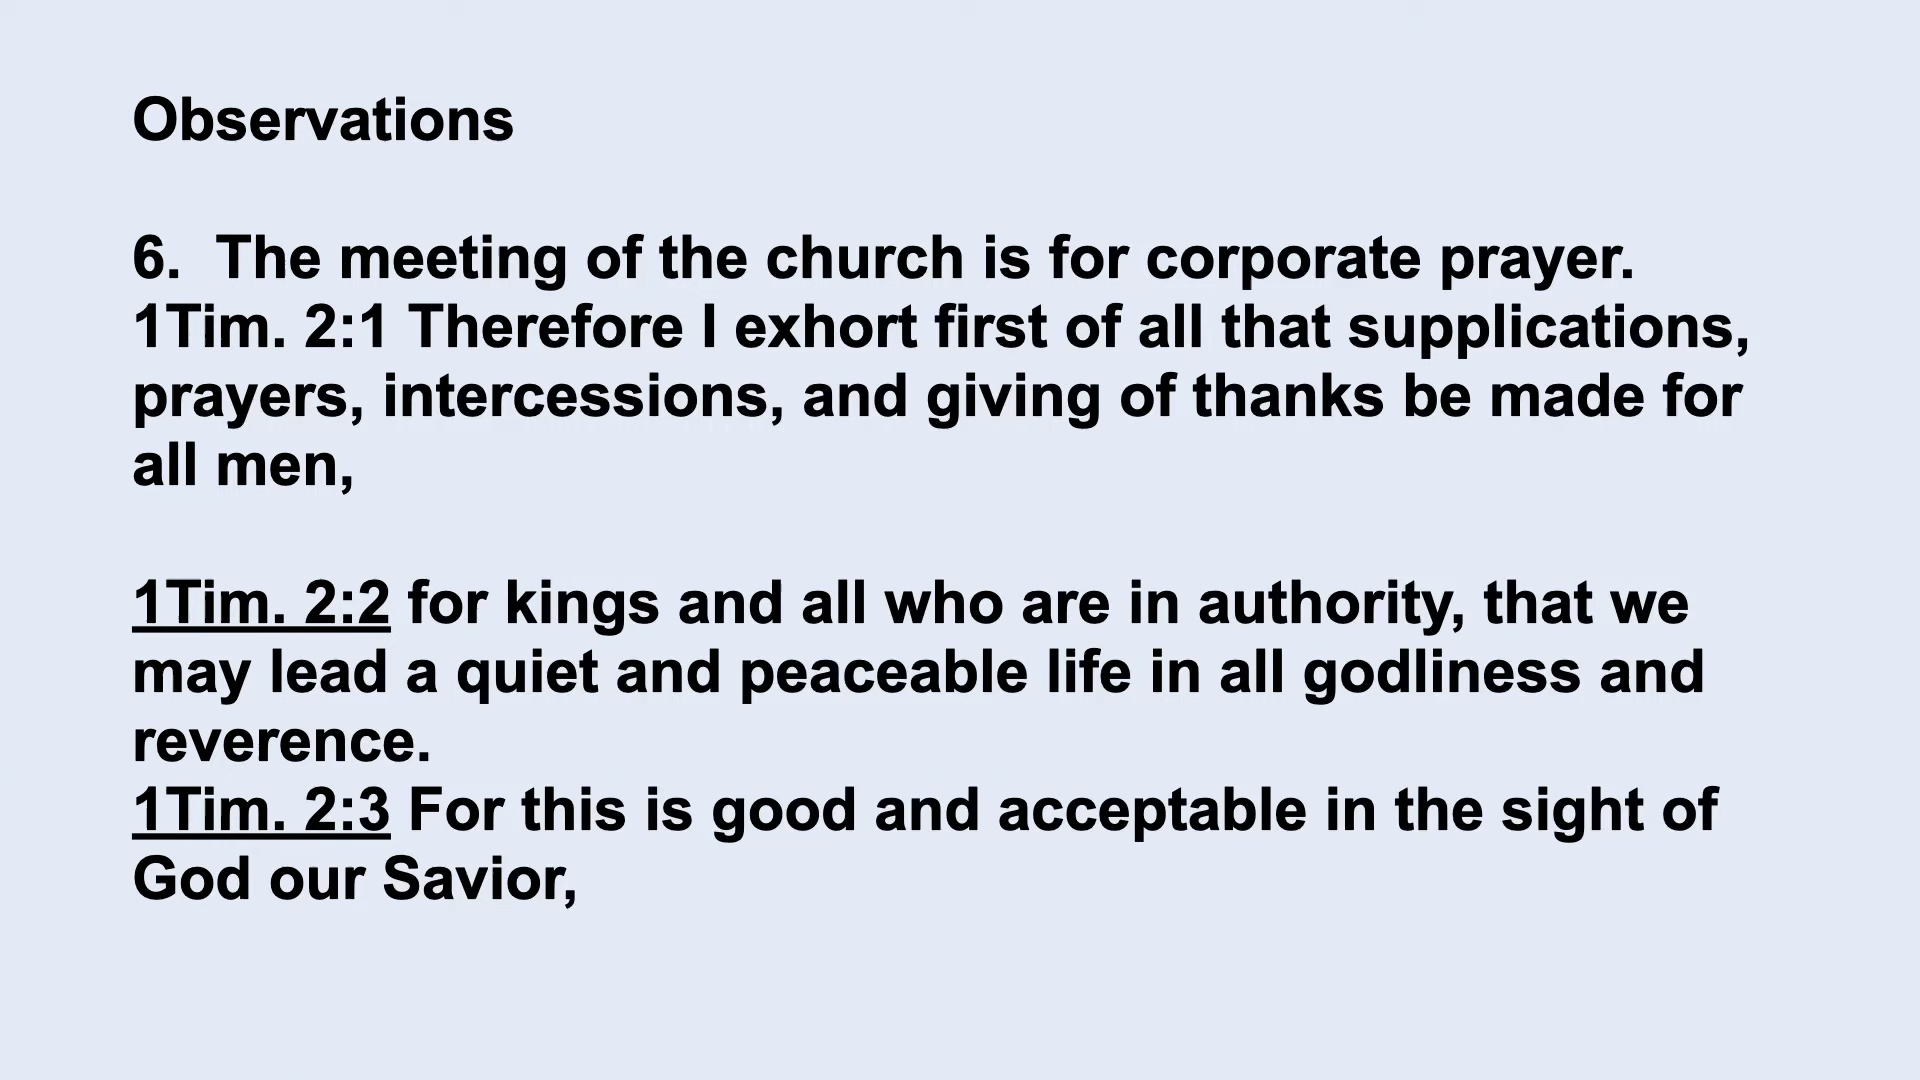 Observations
6.  The meeting of the church is for corporate prayer.
1Tim. 2:1 Therefore I exhort first of all that supplications,
prayers, intercessions, and giving of thanks be made for
all men,
1Tim. 2:2 for kings and all who are in authority, that we
may lead a quiet and peaceable life in all godliness and
reverence.
1Tim. 2:3 For this is good and acceptable in the sight of
God our Savior,